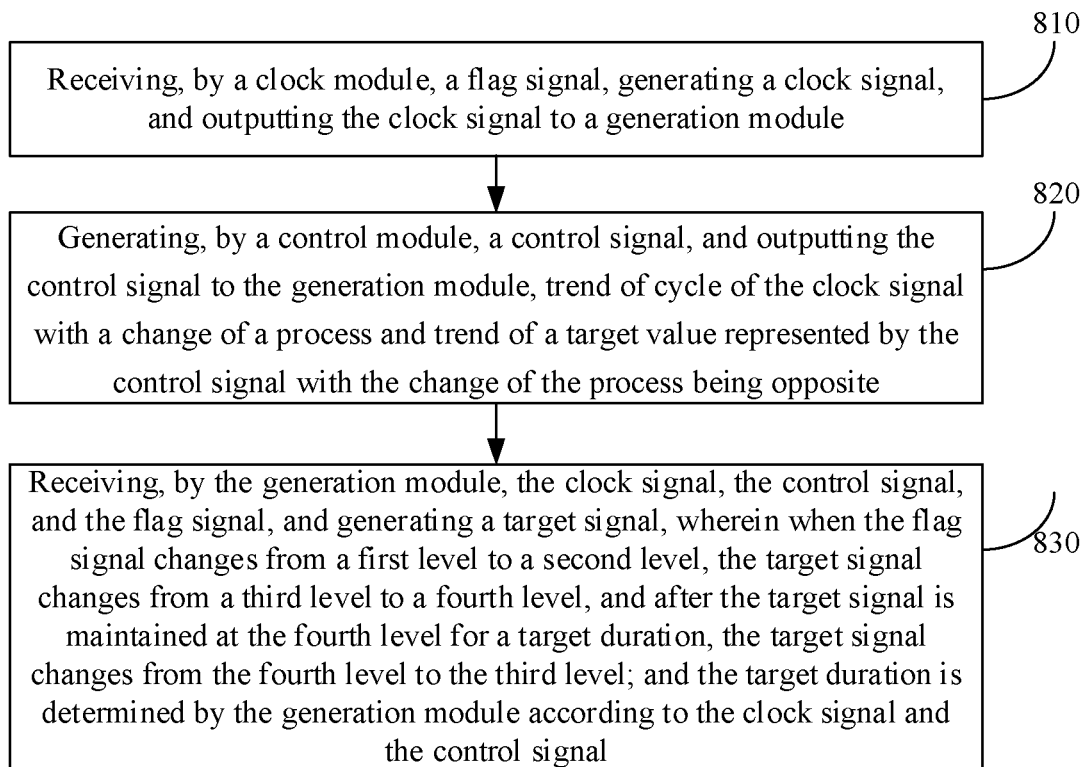 810
Receiving, by a clock module, a flag signal, generating a clock signal,
and outputting the clock signal to a generation module
820
Generating, by a control module, a control signal, and outputting the
control signal to the generation module, trend of cycle of the clock signal
with a change of a process and trend of a target value represented by the
control signal with the change of the process being opposite
Receiving, by the generation module, the clock signal, the control signal,
and the flag signal, and generating a target signal, wherein when the flag
signal changes from a first level to a second level, the target signal
830
changes from a third level to a fourth level, and after the target signal is
maintained at the fourth level for a target duration, the target signal
changes from the fourth level to the third level; and the target duration is
determined by the generation module according to the clock signal and
the control signal